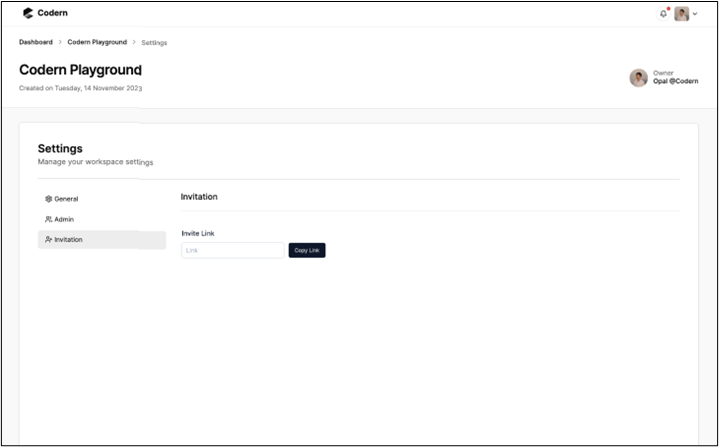 Codern
Dashboard > Codern Playground > Settings
Codern Playground
Created on Tuesday, 14 November 2023
Owner
Opal @Codern
Settings
Manage your workspace settings
General
Admin
Invitation
Invitation
Invite Link
Link
Copy Link